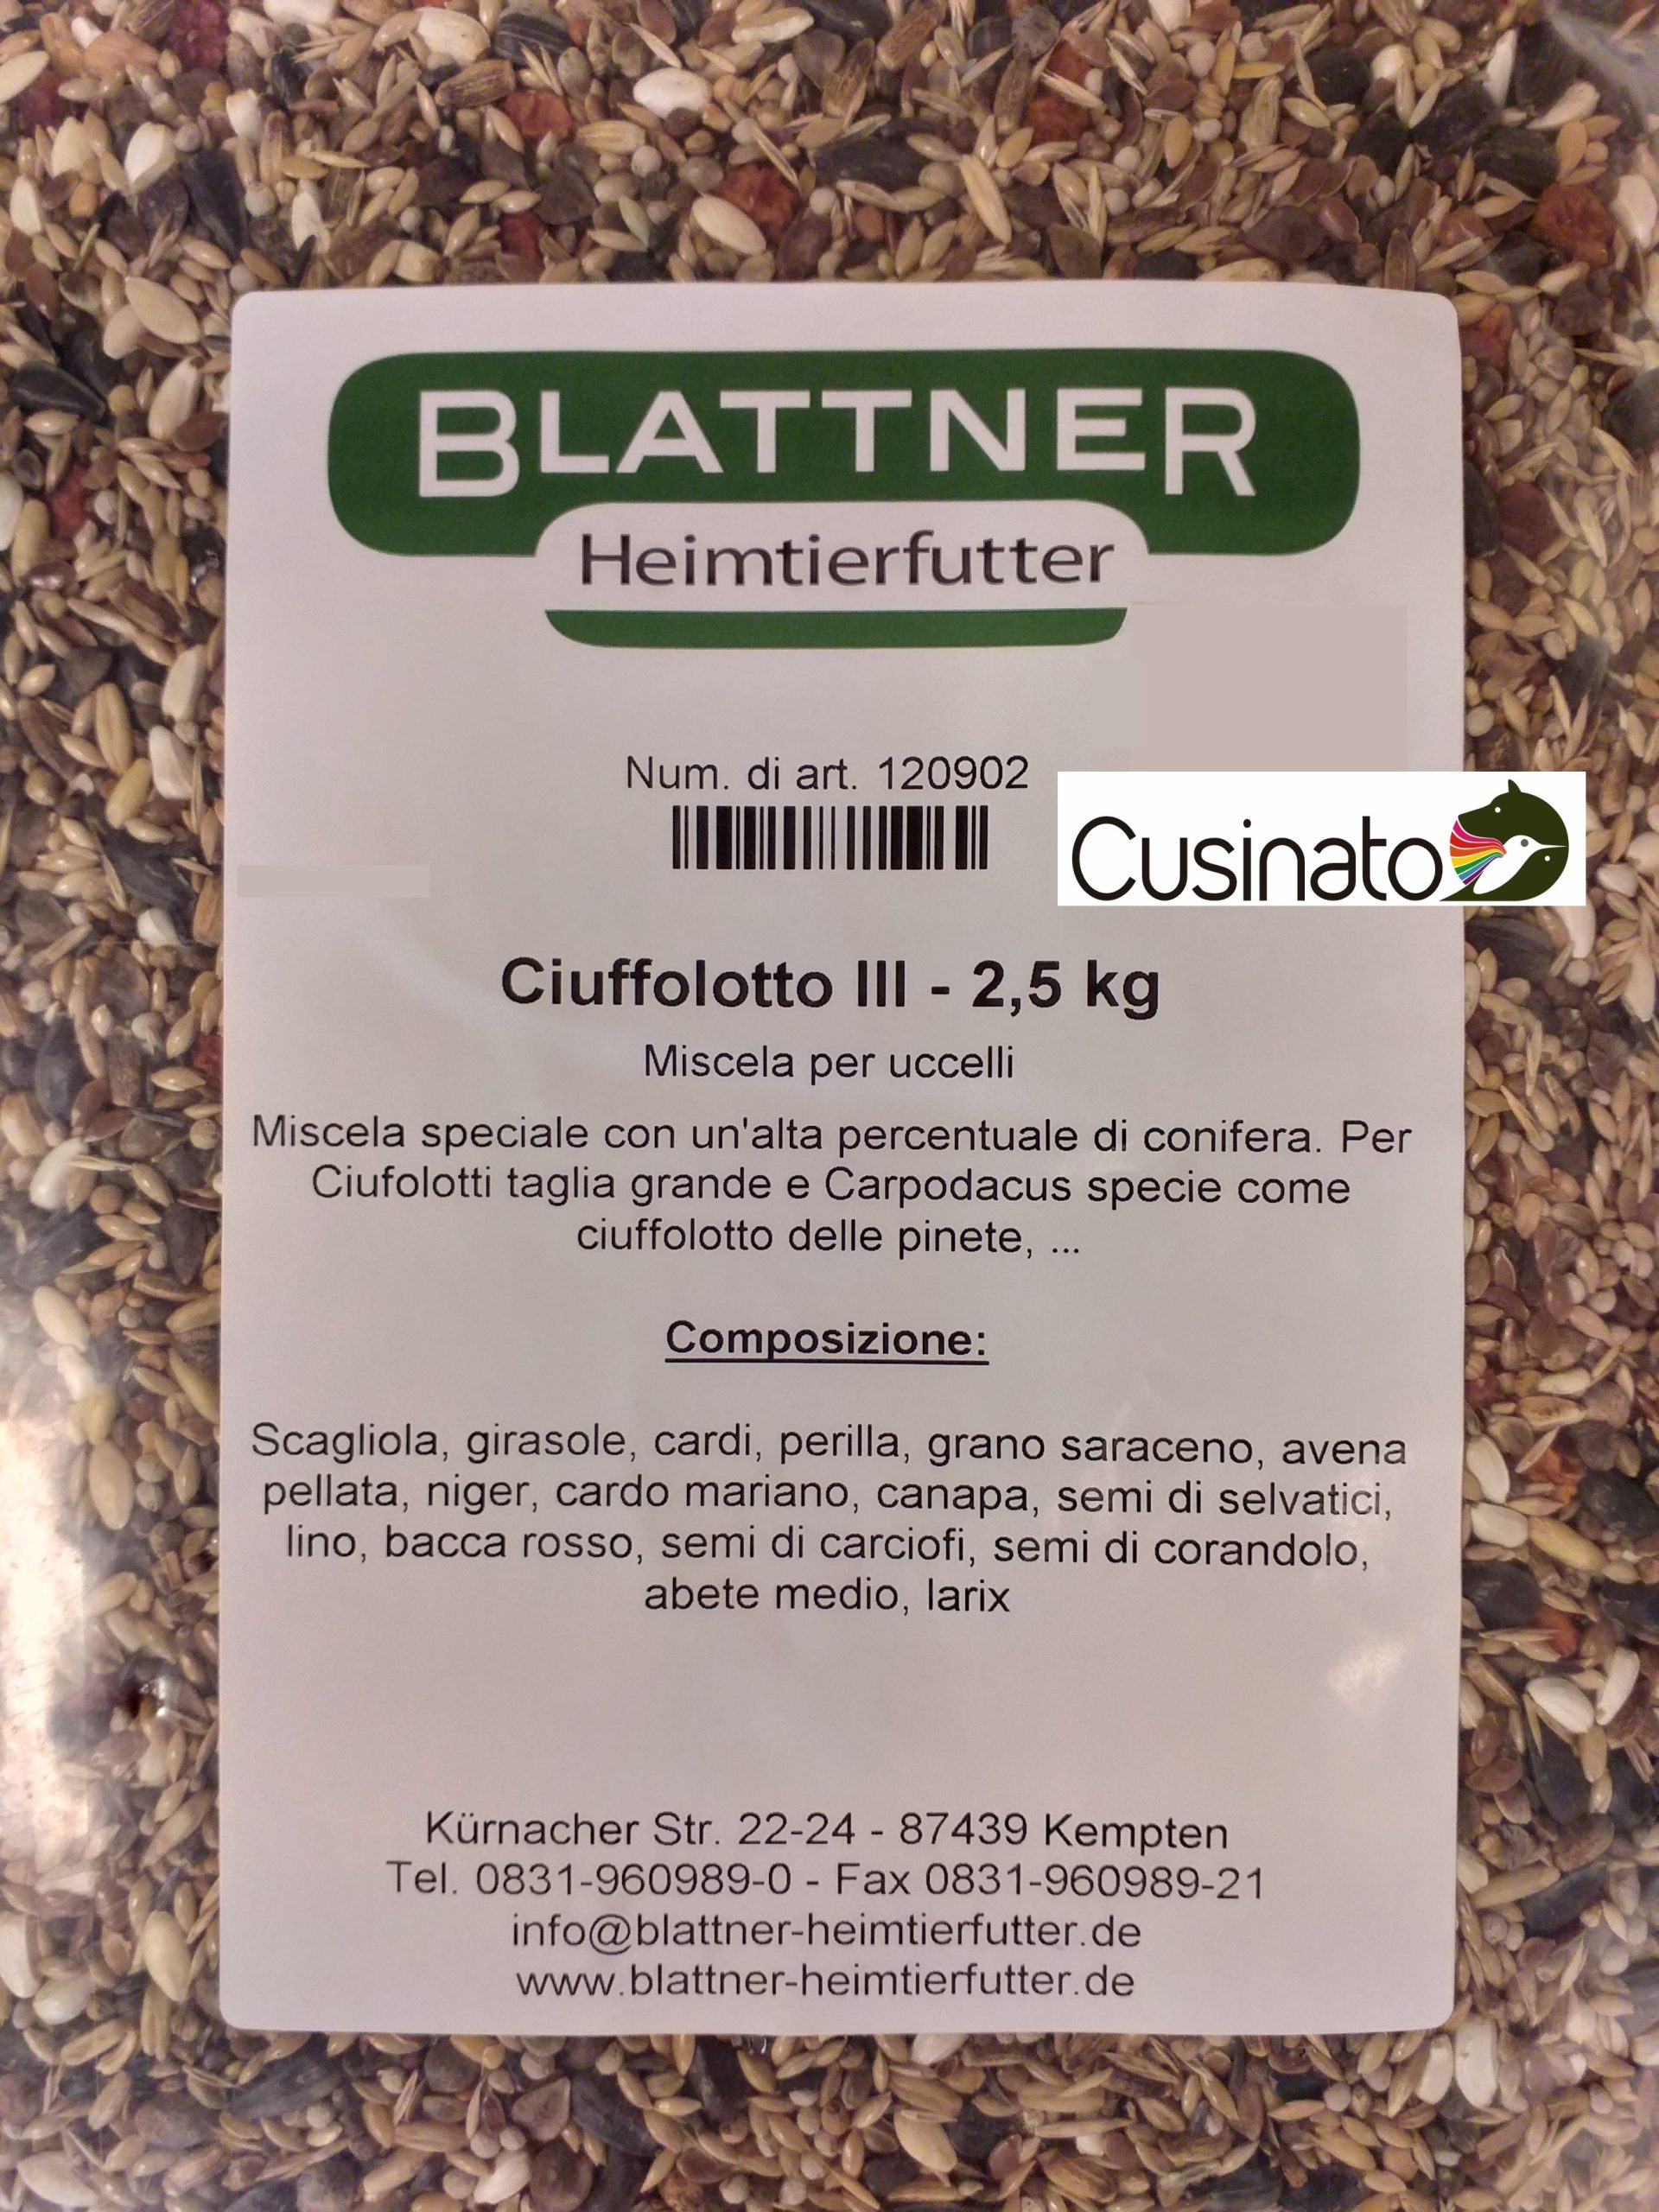 BLATTNER
Heimtierfutter
Num. di art. 120902
Cusinato
Ciuffolotto III - 2,5 kg
Miscela per uccelli
Miscela speciale con un'alta percentuale di conifera. Per
Ciufolotti taglia grande e Carpodacus specie come
ciuffolotto delle pinete, ...
Composizione:
Scagliola, girasole, cardi, perilla, grano saraceno, avena
pellata, niger, cardo mariano, canapa, semi di selvatici,
lino, bacca rosso, semi di carciofi, semi di corandolo,
abete medio, larix
Kürnacher Str. 22-24 - 87439 Kempten
Tel. 0831-960989-0 - Fax 0831-960989-21
info@blattner-heimtierfutter.de
www.blattner-heimtierfutter.de